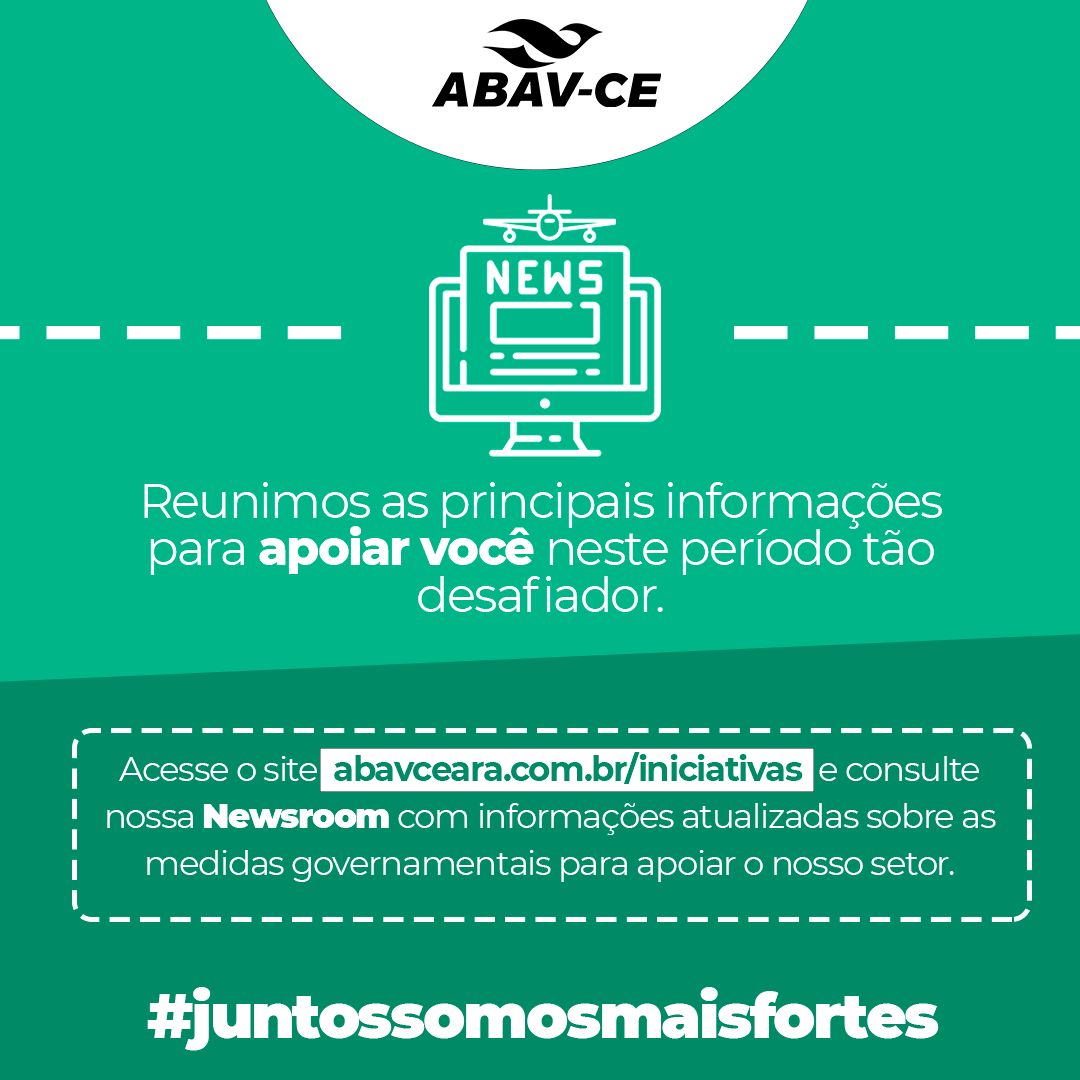 ABAV-CE
NEWS
Reunimos as principais informações
para apoiar você neste período tão
desafiador.
Acesse o site abavceara.com.br/iniciativas e consulte
nossa Newsroom com informações atualizadas sobre as
medidas governamentais para apoiar o nosso setor.
#juntossomosmaisfortes